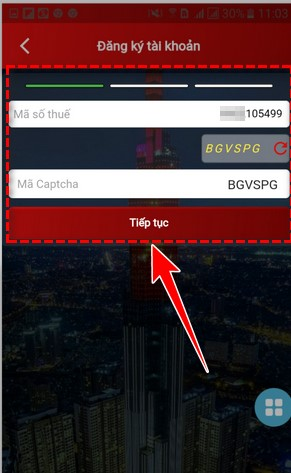 30% 11:03
Đăng ký tài khoản
Mã số thuế 105499
BGVSPG
Mã Captcha BGVSPG
Tiếp tục